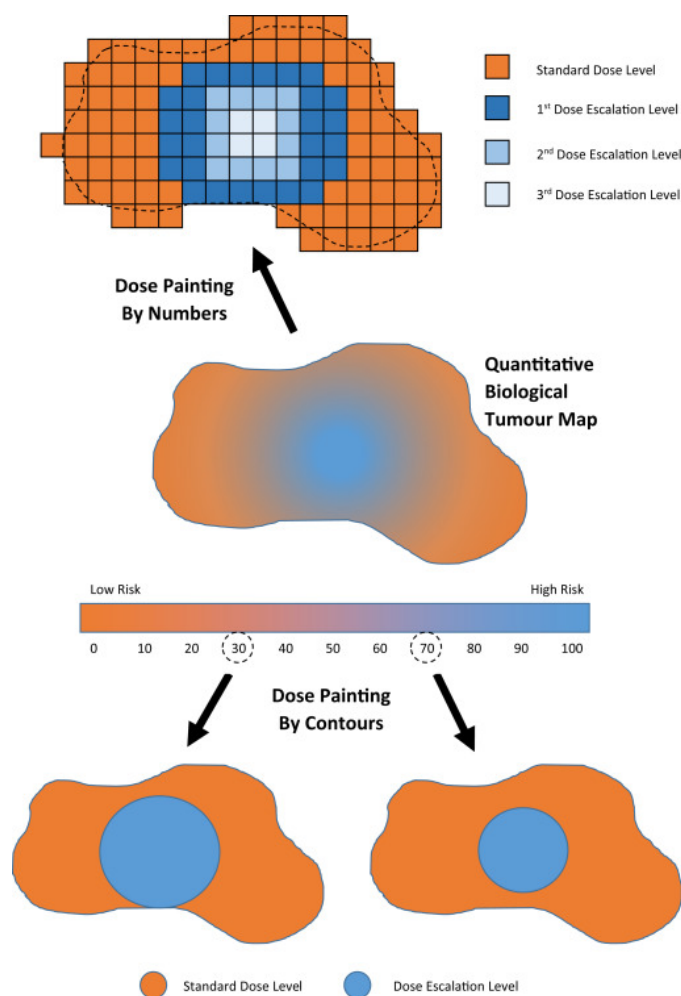 Standard Dose Level
1st Dose Escalation Level
2nd Dose Escalation Level
3rd Dose Escalation Level
Dose Painting
By Numbers
Quantitative
Biological
Tumour Map
Low Risk
High Risk
0 10 20 30 40 50 60 70 80 90 100
Dose Painting
By Contours
Standard Dose Level
Dose Escalation Level